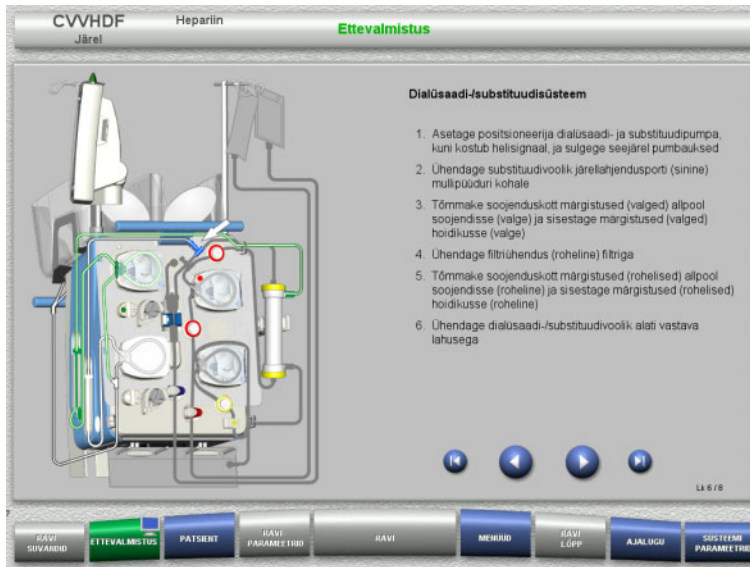 CVVHDF
Järel
Hepariin
Ettevalmistus
Dialüsaadi-/substituudisüsteem
1. Asetage positsioneerija dialüsaadi- ja substituudipumpa,
kuni kostub helisignaal, ja sulgege seejärel pumbauksed
2. Ühendage substituudivoolik järellahjendusporti (sinine)
mullipüüduri kohale
3. Tõmmake soojenduskott märgistused (valged) allpool
soojendisse (valge) ja sisestage märgistused (valged)
hoidikusse (valge)
4. Ühendage filtriühendus (roheline) filtriga
5. Tõmmake soojenduskott märgistused (rohelised) allpool
soojendisse (roheline) ja sisestage märgistused (rohelised)
hoidikusse (roheline)
6. Ühendage dialüsaadi-/substituudivoolik alati vastava
lahusega
Lk 6 / 8
RAVI
SUVANDID
ETTEVALMISTUS
PATSIENT
RAVI
PARAMEETRID
RAVI
MENÜÜD
RAVI
LÕPP
AJALUGU
SÜSTEEMI
PARAMEETRID